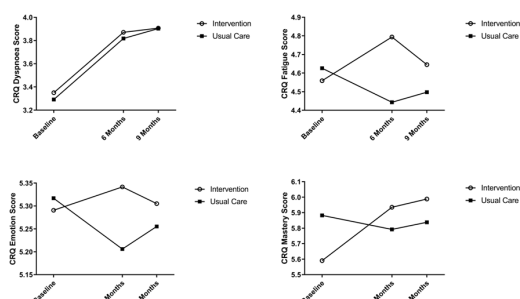 CRQ Dyspnoea Score
4.0
3.8
3.6
3.4
3.2
Baseline
6 Months
9 Months
Intervention
Usual Care
CRQ Fatigue Score
4.9
4.8
4.7
4.6
4.5
4.4
Baseline
6 Months
9 Months
Intervention
Usual Care
CRQ Emotion Score
5.35
5.30
5.25
5.20
5.15
Baseline
Months
Months
Intervention
Usual Care
CRQ Mastery Score
6.1
6.0
5.9
5.8
5.7
5.6
5.5
Baseline
Months
Months
Intervention
Usual Care